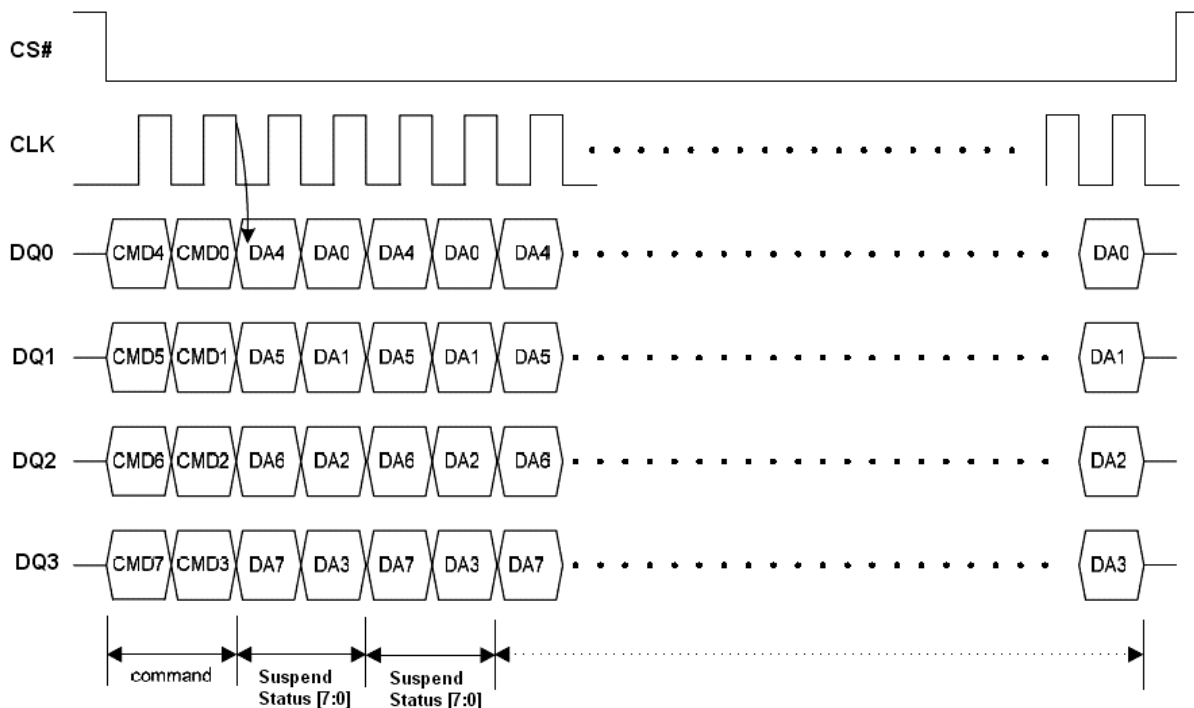 CS#
CLK
DQ0 CMD4 CMD0 DA4 DA0 DA4 DA0 DA4 DA0
DQ1 CMD5 CMD1 DA5 DA1 DA5 DA1 DA5 DA1
DQ2 CMD6 CMD2 DA6 DA2 DA6 DA2 DA6 DA2
DQ3 CMD7 CMD3 DA7 DA3 DA7 DA3 DA7 DA3
command Suspend Suspend
Status [7:0] Status [7:0]